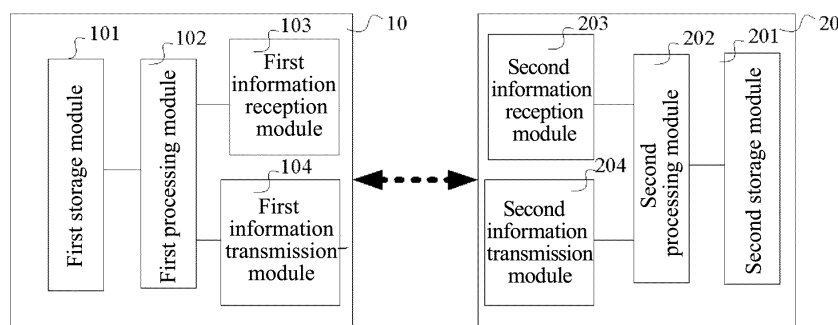 101
102
103
10
First storage module
First processing module
First
information
reception
module
104
First
information
transmission
module
203
202
201
20
Second
information
reception
module
204
Second
information
transmission
module
Second
processing module
Second storage module